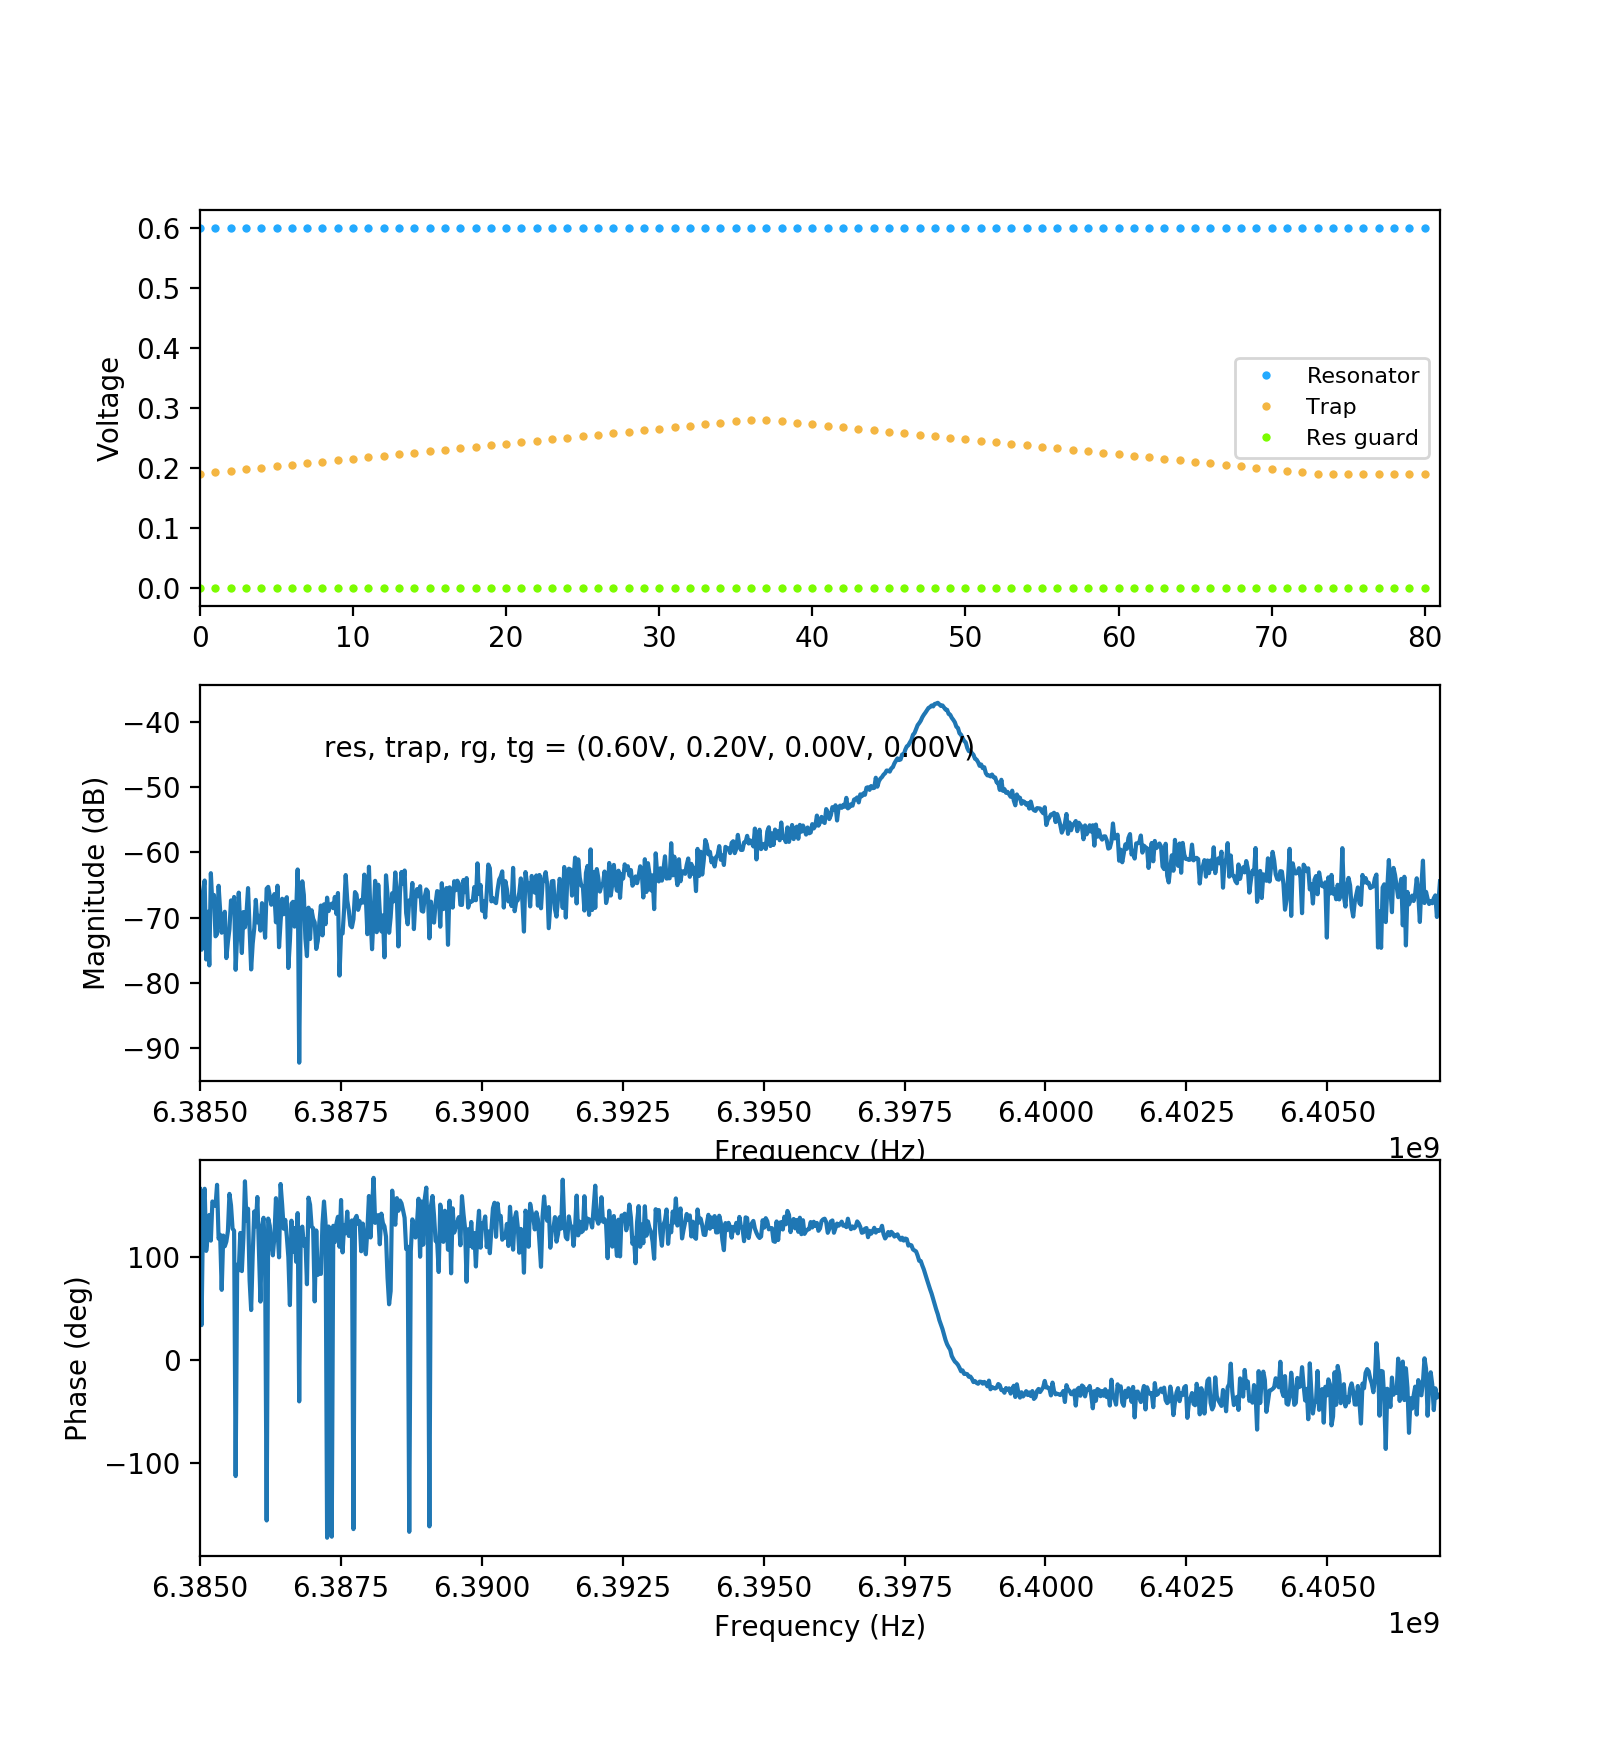 0.6
0.5
0.4
0.3
0.2
0.1
0.0
Voltage
Resonator
Trap
Res guard
0 10 20 30 40 50 60 70 80
−40
−50
−60
−70
−80
−90
Magnitude (dB)
res, trap, rg, tg = (0.60V, 0.20V, 0.00V, 0.00V)
6.3850 6.3875 6.3900 6.3925 6.3950 6.3975 6.4000 6.4025 6.4050
Frequency (Hz)
1e9
100
0
−100
Phase (deg)
6.3850 6.3875 6.3900 6.3925 6.3950 6.3975 6.4000 6.4025 6.4050
Frequency (Hz)
1e9